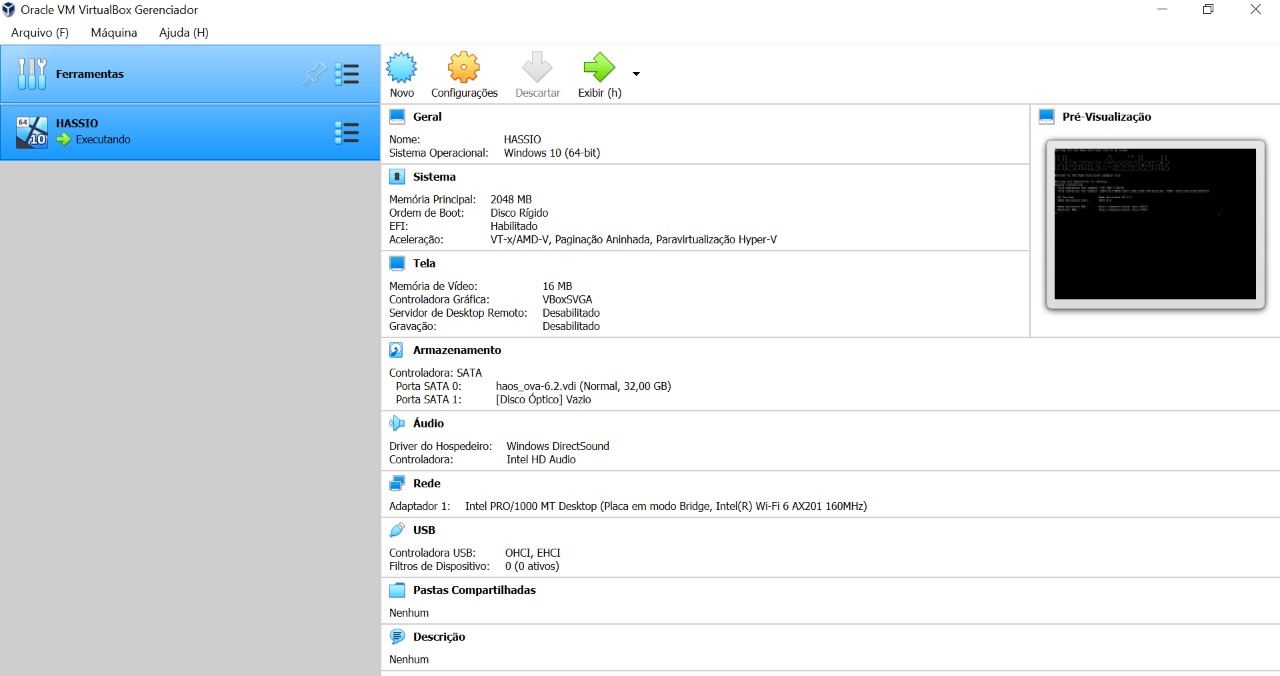 Oracle VM VirtualBox Gerenciador
Arquivo (F) Máquina Ajuda (H)
Ferramentas
64
10
HASSIO
Executando
Novo Configurações Descartar Exibir (h)
Geral
Nome: HASSIO
Sistema Operacional: Windows 10 (64-bit)
Pré-Visualização
Home Assistant
Sistema
Memória Principal: 2048 MB
Ordem de Boot: Disco Rígido
EFI: Habilitado
Aceleração: VT-x/AMD-V, Paginação Aninhada, Paravirtualização Hyper-V
Tela
Memória de Vídeo: 16 MB
Controladora Gráfica: VBoxSVGA
Servidor de Desktop Remoto: Desabilitado
Gravação: Desabilitado
Armazenamento
Controladora: SATA
Porta SATA 0: haos_ova-6.2.vdi (Normal, 32,00 GB)
Porta SATA 1: [Disco Óptico] Vazio
Áudio
Driver do Hospedeiro: Windows DirectSound
Controladora: Intel HD Audio
Rede
Adaptador 1: Intel PRO/1000 MT Desktop (Placa em modo Bridge, Intel(R) Wi-Fi 6 AX201 160MHz)
USB
Controladora USB: OHCI, EHCI
Filtros de Dispositivo: 0 (0 ativos)
Pastas Compartilhadas
Nenhum
Descrição
Nenhum